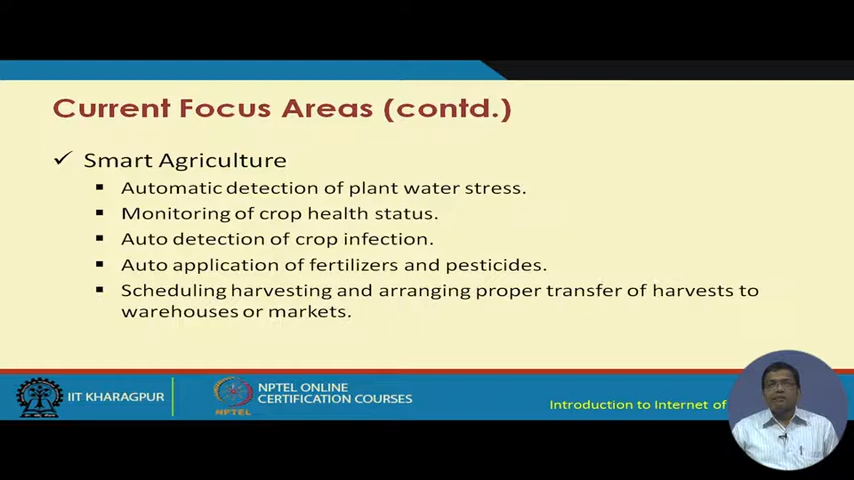 Current Focus Areas (contd.)
✓ Smart Agriculture
▪ Automatic detection of plant water stress.
▪ Monitoring of crop health status.
▪ Auto detection of crop infection.
▪ Auto application of fertilizers and pesticides.
▪ Scheduling harvesting and arranging proper transfer of harvests to
warehouses or markets.
IIT KHARAGPUR
NPTEL
NPTEL ONLINE
CERTIFICATION COURSES
Introduction to Internet of